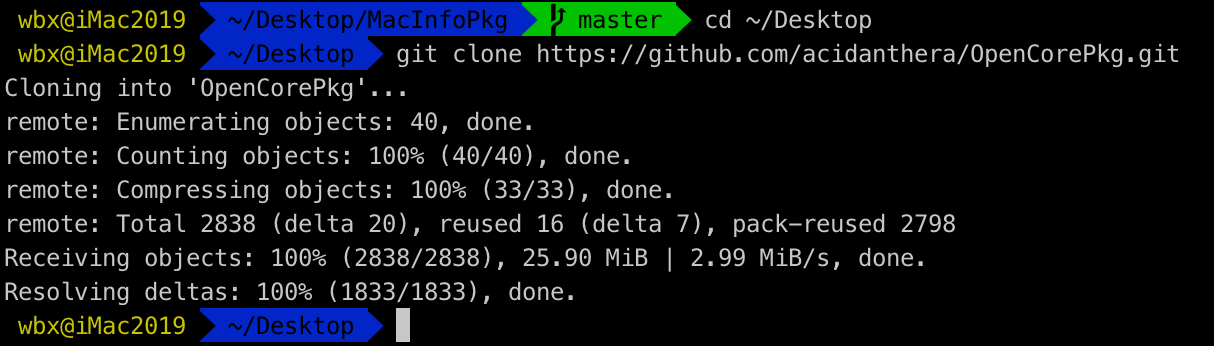 wbx@iMac2019 ~/Desktop/MacInfoPkg master cd ~/Desktop
wbx@iMac2019 ~/Desktop git clone https://github.com/acidanthera/OpenCorePkg.git
Cloning into 'OpenCorePkg'...
remote: Enumerating objects: 40, done.
remote: Counting objects: 100% (40/40), done.
remote: Compressing objects: 100% (33/33), done.
remote: Total 2838 (delta 20), reused 16 (delta 7), pack-reused 2798
Receiving objects: 100% (2838/2838), 25.90 MiB | 2.99 MiB/s, done.
Resolving deltas: 100% (1833/1833), done.
wbx@iMac2019 ~/Desktop